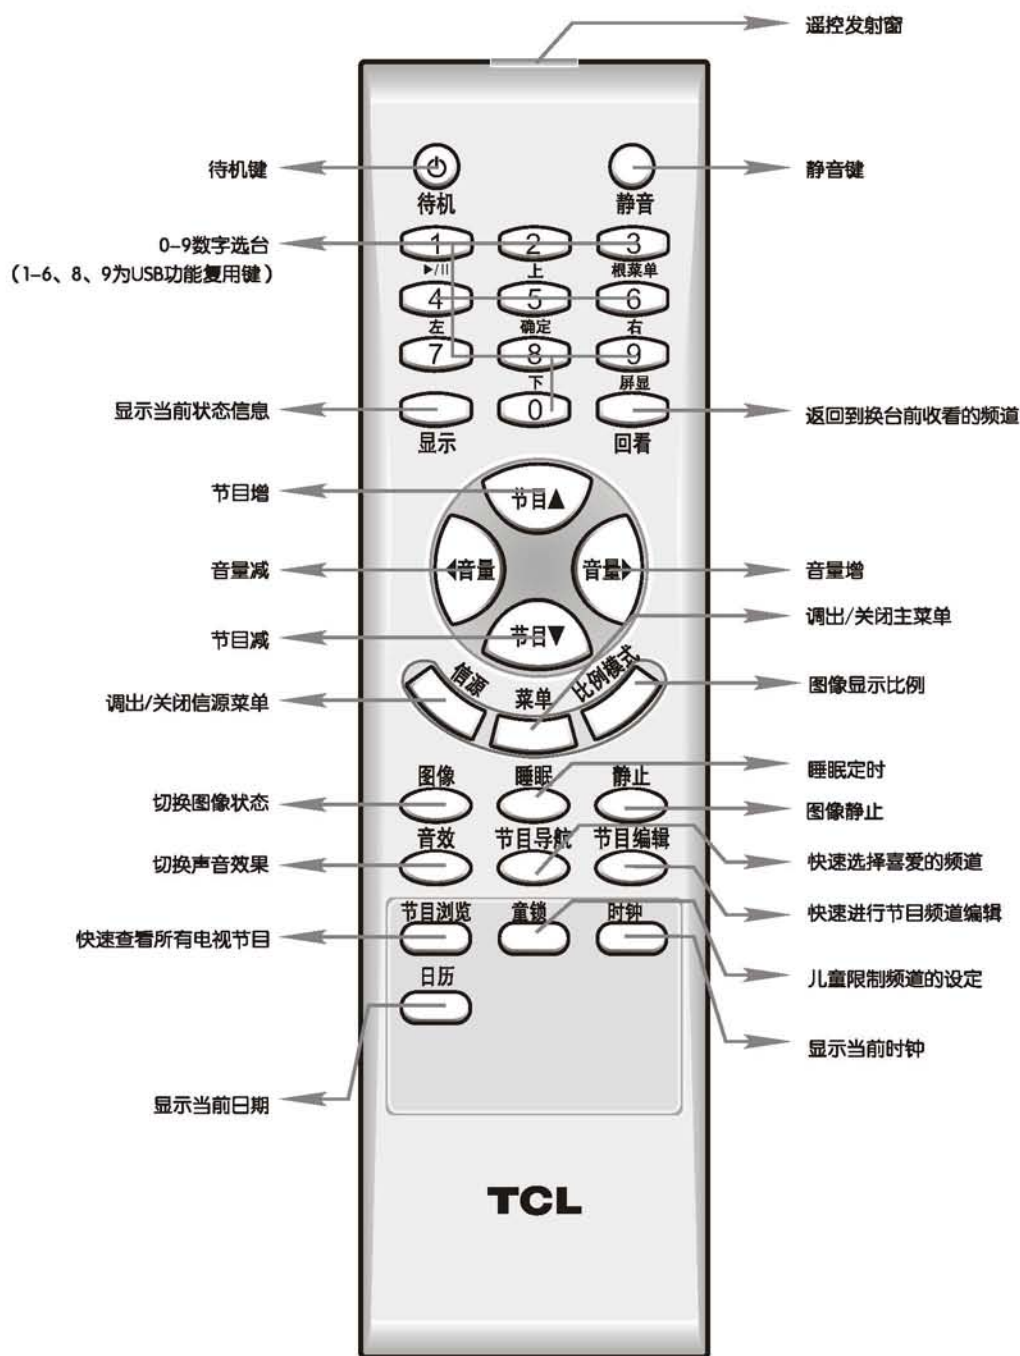 遥控发射窗
待机键
静音键
待机
静音
0-9数字选台
(1-6、8、9为USB功能复用键)
1 2 3
▶/II 上 根菜单
4 5 6
左 确定 右
7 8 9
下 屏显
0
显示当前状态信息
返回到换台前收看的频道
显示 回看
节目增
节目▲
音量减
◀音量 音量▶
音量增
调出/关闭主菜单
节目减
节目▼
信源 菜单 比例模式
调出/关闭信源菜单
图像显示比例
图像 睡眠 静止
睡眠定时
切换图像状态
图像静止
音效 节目导航 节目编辑
切换声音效果
快速选择喜爱的频道
节目浏览 童锁 时钟
快速进行节目频道编辑
快速查看所有电视节目
日历
儿童限制频道的设定
显示当前时钟
显示当前日期
TCL